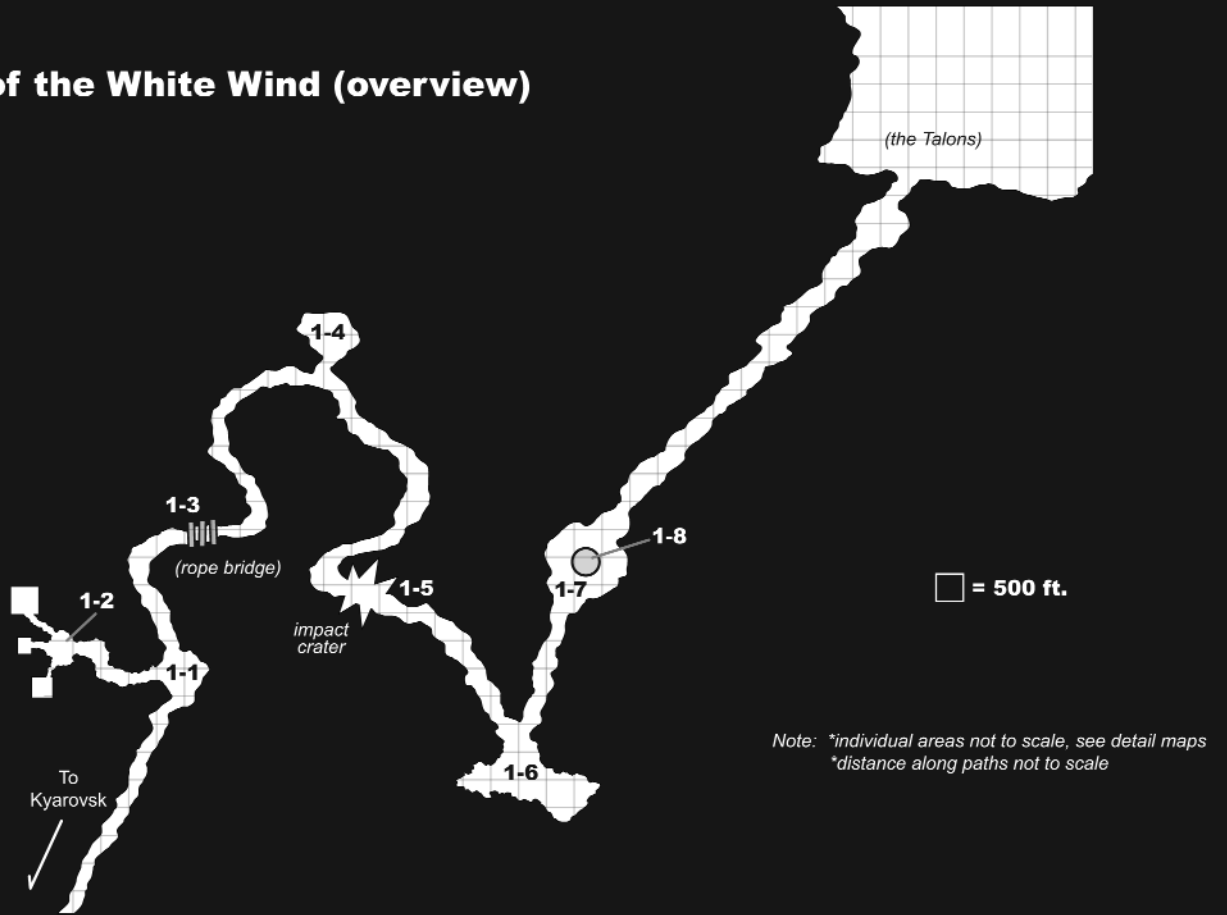 of the White Wind (overview)
(the Talons)
1-4
1-3
(rope bridge)
1-8
1-7
1-5
= 500 ft.
1-2
impact
crater
1-1
Note: *individual areas not to scale, see detail maps
*distance along paths not to scale
1-6
To
Kyarovsk